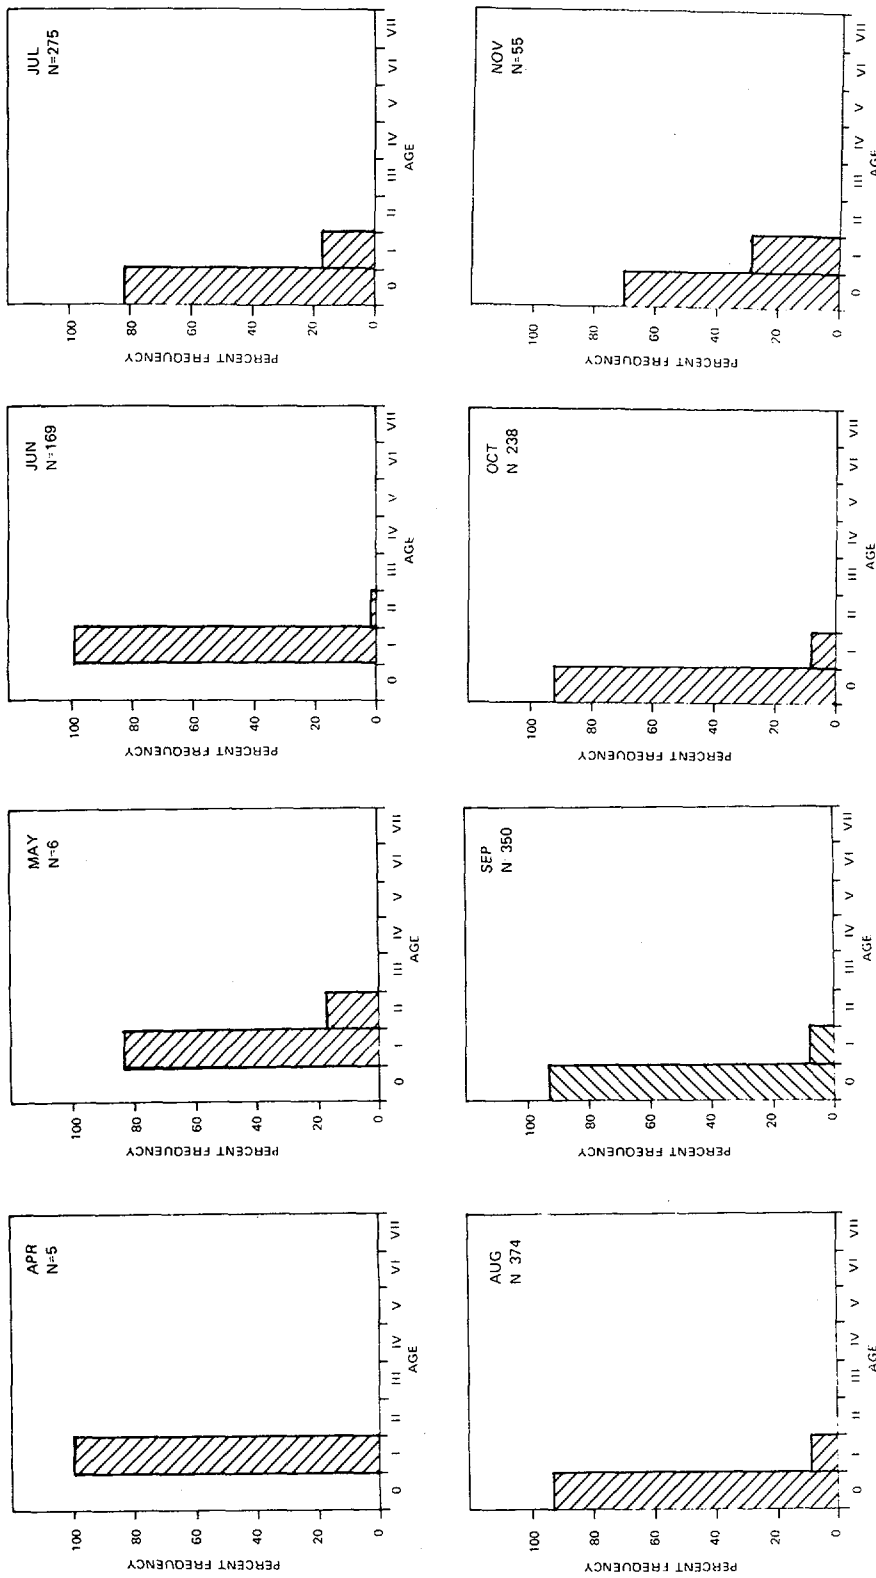 APR
N=5
PERCENT FREQUENCY
100
80
60
40
20
0
0 I II III IV V VI VII
AGE
MAY
N=6
PERCENT FREQUENCY
100
80
60
40
20
0
0 I II III IV V VI VII
AGE
JUN
N=169
PERCENT FREQUENCY
100
80
60
40
20
0
0 I II III IV V VI VII
AGE
JUL
N=275
PERCENT FREQUENCY
100
80
60
40
20
0
0 I II III IV V VI VII
AGE
AUG
N 374
PERCENT FREQUENCY
100
80
60
40
20
0
0 I II III IV V VI VII
AGE
SEP
N 350
PERCENT FREQUENCY
100
80
60
40
20
0
0 I II III IV V VI VII
AGE
OCT
N 238
PERCENT FREQUENCY
100
80
60
40
20
0
0 I II III IV V VI VII
AGE
NOV
N=55
PERCENT FREQUENCY
100
80
60
40
20
0
0 I II III IV V VI VII
AGE